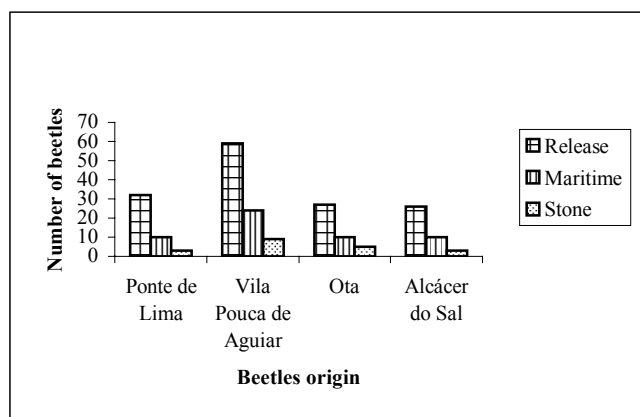 Number of beetles
70
60
50
40
30
20
10
0
Ponte de Lima
Vila Pouca de Aguiar
Ota
Alcácer do Sal
Beetles origin
Release
Maritime
Stone